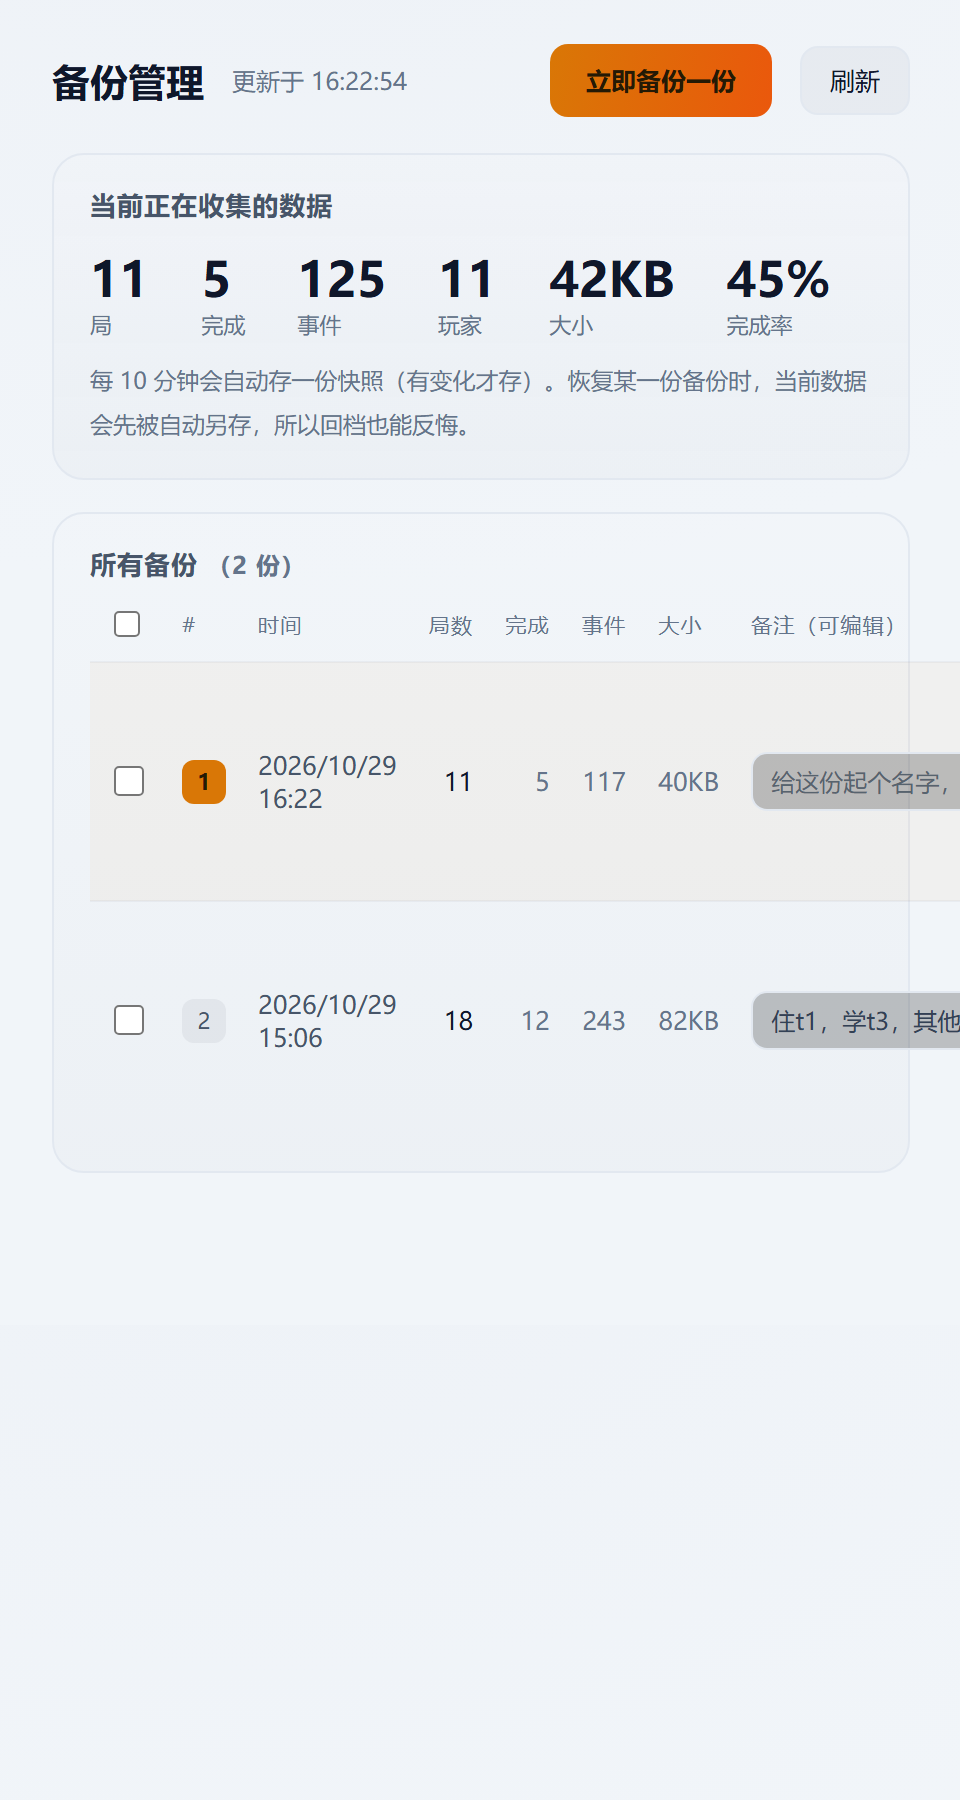 备份管理 更新于 16:22:54 立即备份一份 刷新
当前正在收集的数据
11 5 125 11 42KB 45%
局 完成 事件 玩家 大小 完成率
每 10 分钟会自动存一份快照（有变化才存）。恢复某一份备份时，当前数据
会先被自动另存，所以回档也能反悔。
所有备份 （2 份）
# 时间 局数 完成 事件 大小 备注（可编辑）
1 2026/10/29 16:22 11 5 117 40KB 给这份起个名字，
2 2026/10/29 15:06 18 12 243 82KB 住t1，学t3，其他